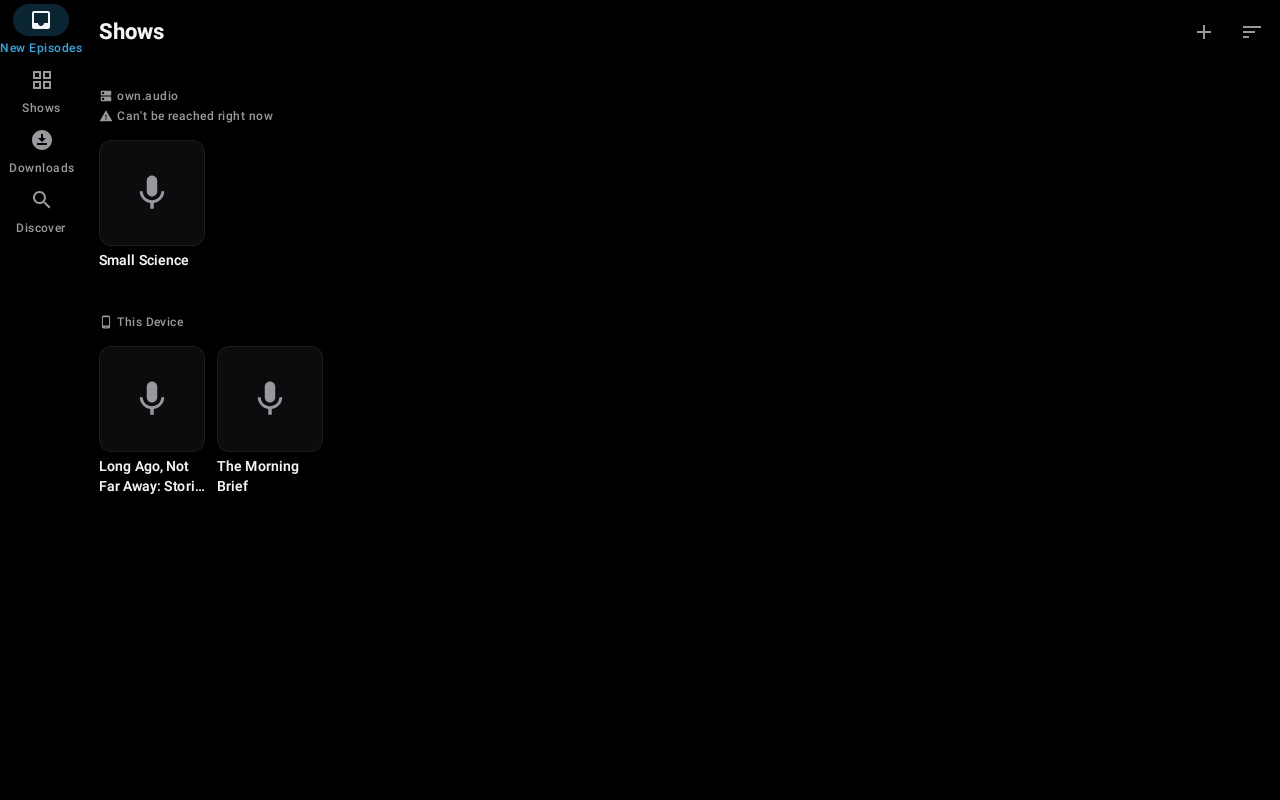 New Episodes
Shows
Downloads
Discover
Shows
own.audio
Can't be reached right now
Small Science
This Device
Long Ago, Not
Far Away: Stori…
The Morning
Brief